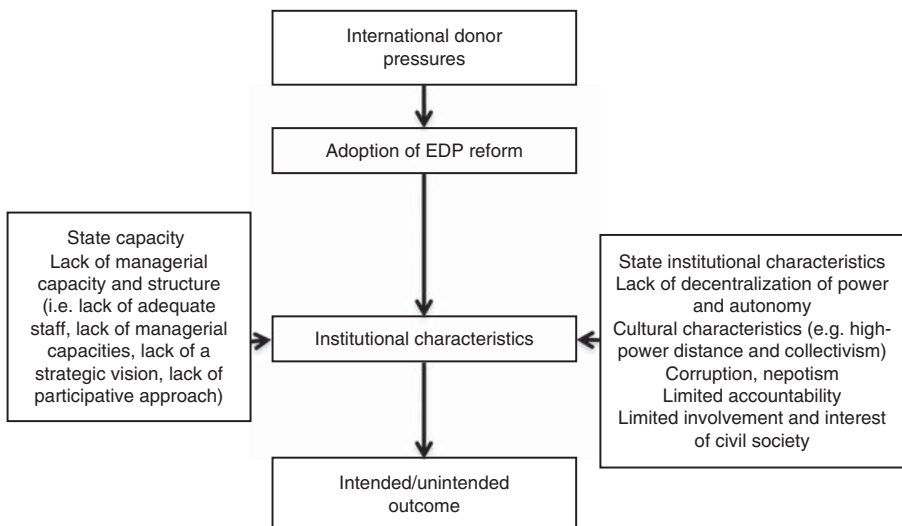 International donor
pressures
Adoption of EDP reform
State capacity
Lack of managerial
capacity and structure
(i.e. lack of adequate
staff, lack of managerial
capacities, lack of a
strategic vision, lack of
participative approach)
Institutional characteristics
State institutional characteristics
Lack of decentralization of power
and autonomy
Cultural characteristics (e.g. high-
power distance and collectivism)
Corruption, nepotism
Limited accountability
Limited involvement and interest
of civil society
Intended/unintended
outcome